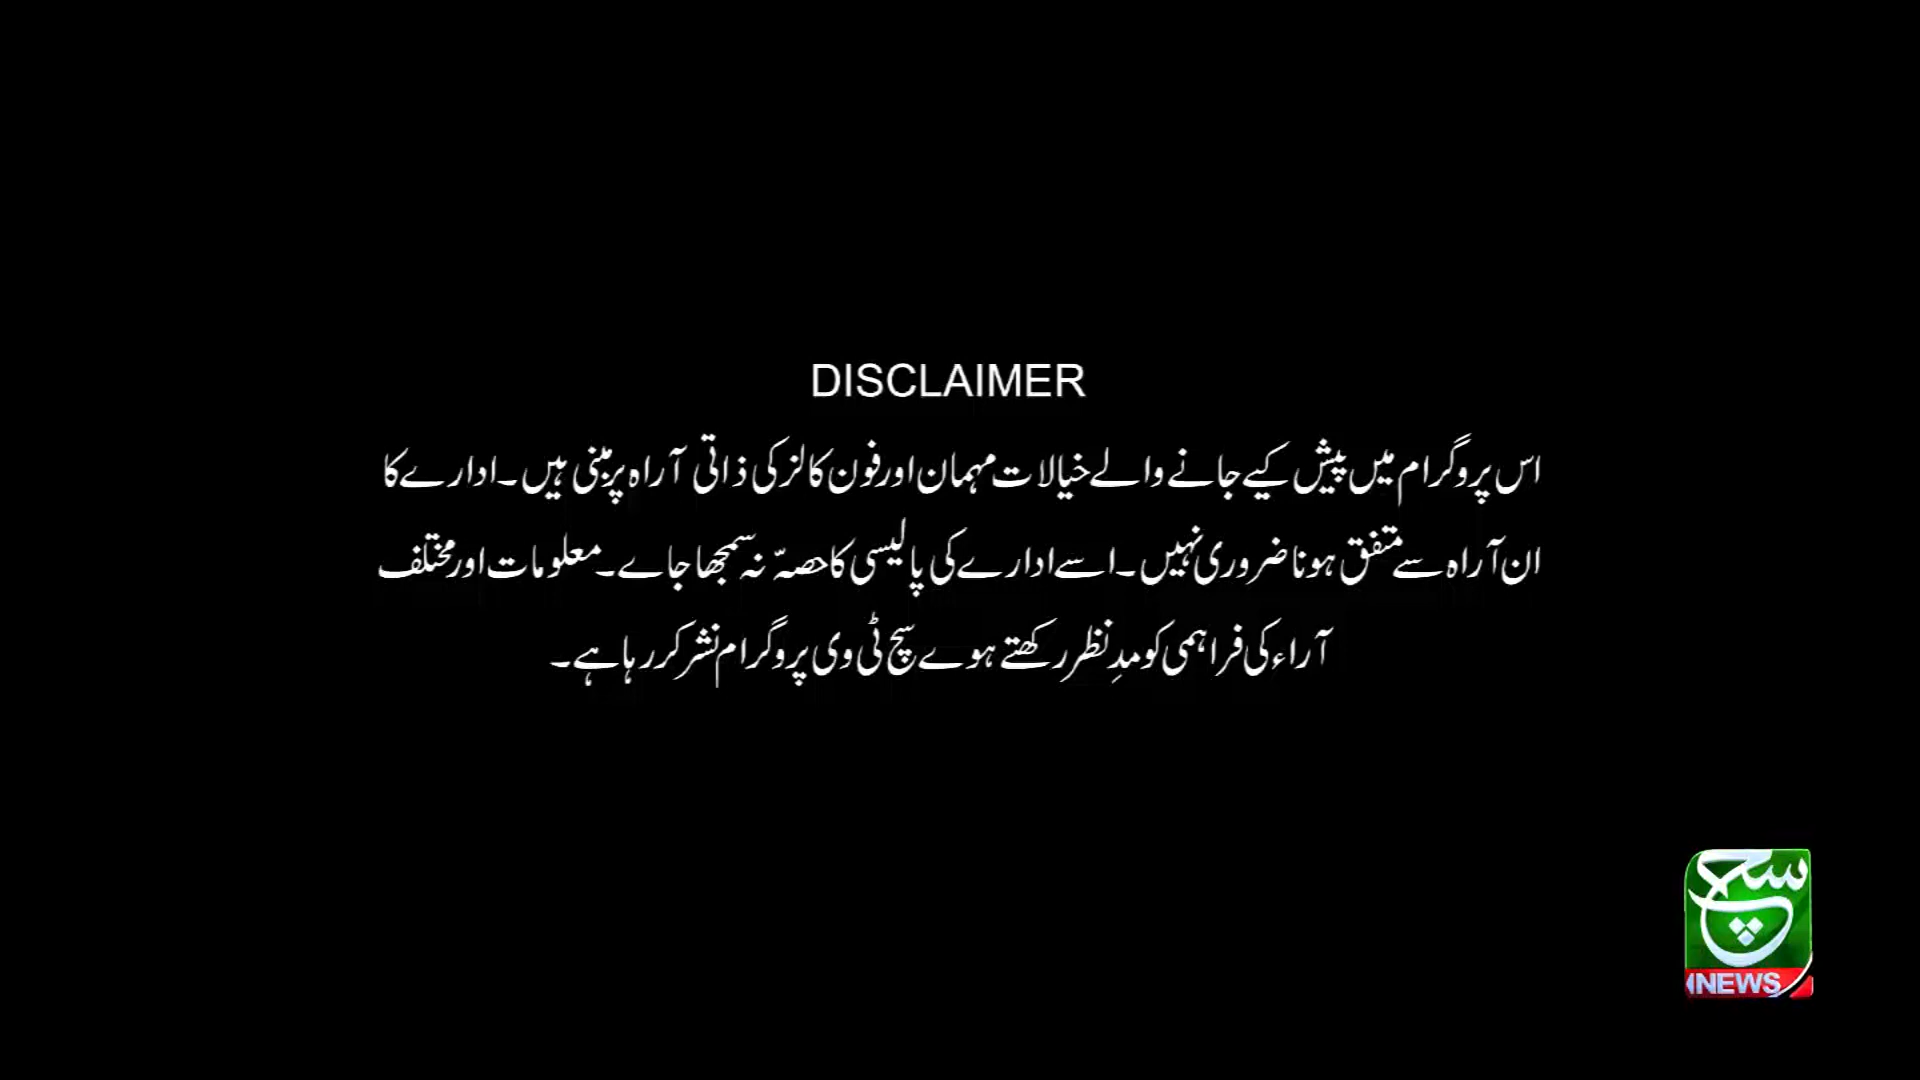 DISCLAIMER
اس پروگرام میں پیش کیے جانے والے خیالات مہمان اور فون کالز کی ذاتی آراہ پر مبنی ہیں۔ ادارے کا
ان آراہ سے متفق ہونا ضروری نہیں۔ اسے ادارے کی پالیسی کا حصہّ نہ سمجھا جاے۔ معلومات اور مختلف
آراء کی فراہمی کو مدِ نظر رکھتے ہوے سچ ٹی وی پروگرام نشر کر رہا ہے۔
سچ
NEWS